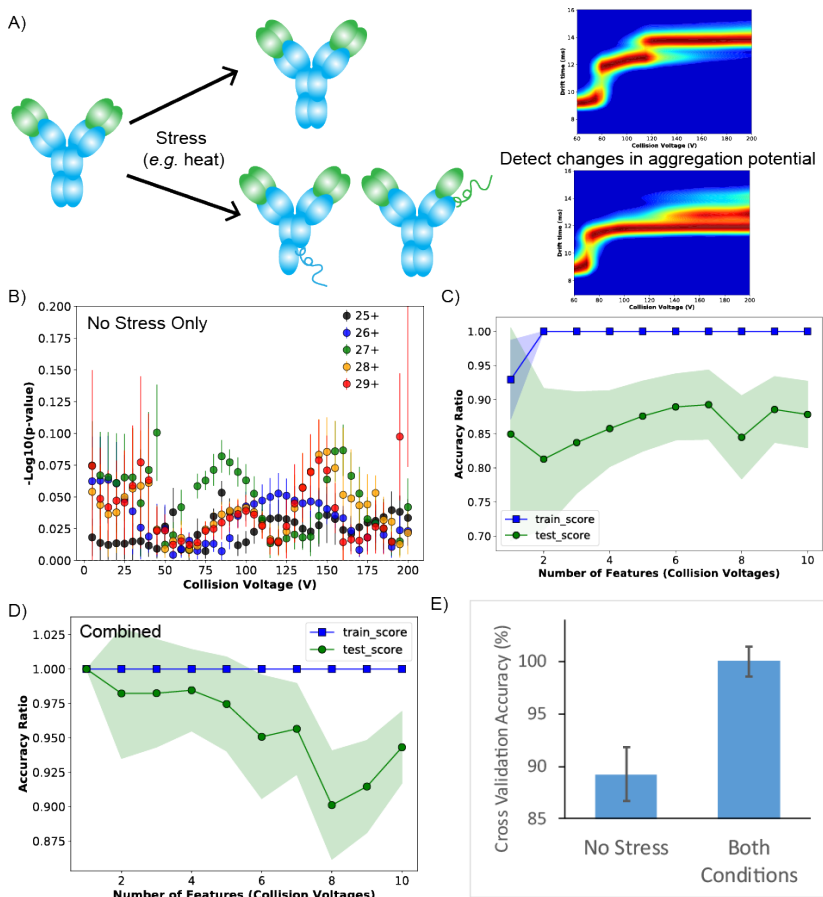 A)
Stress
(e.g. heat)
Drift time (ms)
16
14
12
10
8
60 80 100 120 140 160 180 200
Collision Voltage (V)
Detect changes in aggregation potential
Drift time (ms)
16
14
12
10
8
60 80 100 120 140 160 180 200
Collision Voltage (V)
B)
No Stress Only
25+
26+
27+
28+
29+
-Log10(p-value)
0.200
0.175
0.150
0.125
0.100
0.075
0.050
0.025
0.000
0 25 50 75 100 125 150 175 200
Collision Voltage (V)
C)
Accuracy Ratio
1.00
0.95
0.90
0.85
0.80
0.75
0.70
train_score
test_score
2 4 6 8 10
Number of Features (Collision Voltages)
D)
Combined
train_score
test_score
Accuracy Ratio
1.025
1.000
0.975
0.950
0.925
0.900
0.875
2 4 6 8 10
Number of Features (Collision Voltages)
E)
Cross Validation Accuracy (%)
100
95
90
85
No Stress
Both
Conditions